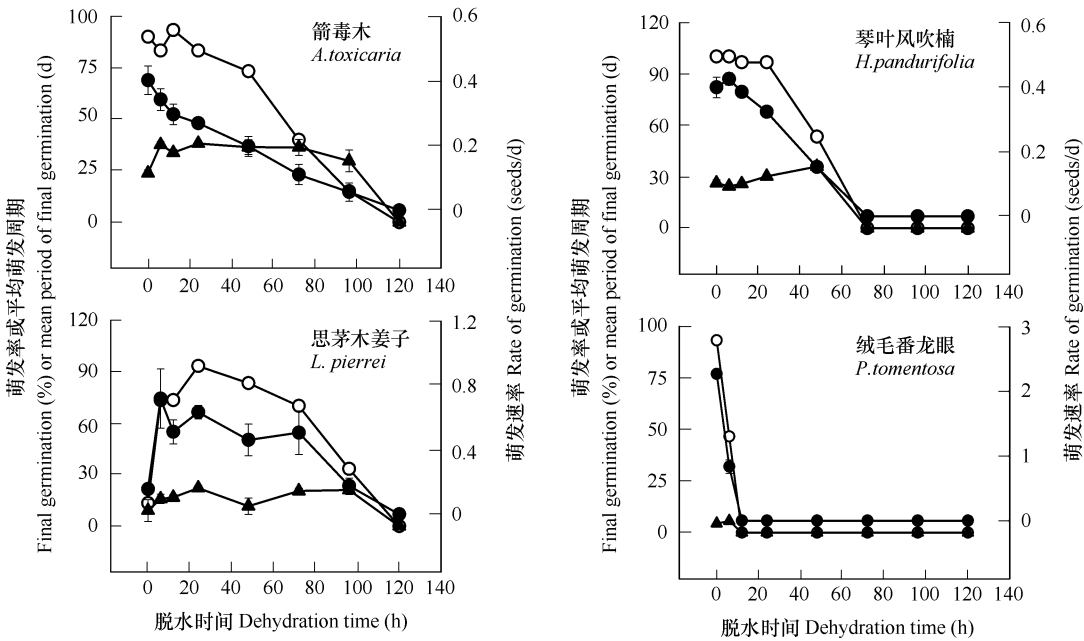 萌发率或平均萌发周期
Final germination (%) or mean period of final germination (d)
100
75
50
25
0
箭毒木
A.toxicaria
0.6
0.4
0.2
0
0 20 40 60 80 100 120 140
120
90
60
30
0
思茅木姜子
L. pierrei
1.2
0.8
0.4
0
0 20 40 60 80 100 120 140
脱水时间 Dehydration time (h)
萌发速率 Rate of germination (seeds/d)
萌发率或平均萌发周期
Final germination (%) or mean period of final germination (d)
120
90
60
30
0
琴叶风吹楠
H.pandurifolia
0.6
0.4
0.2
0
0 20 40 60 80 100 120 140
100
75
50
25
0
绒毛番龙眼
P.tomentosa
3
2
1
0
0 20 40 60 80 100 120 140
脱水时间 Dehydration time (h)
萌发速率 Rate of germination (seeds/d)